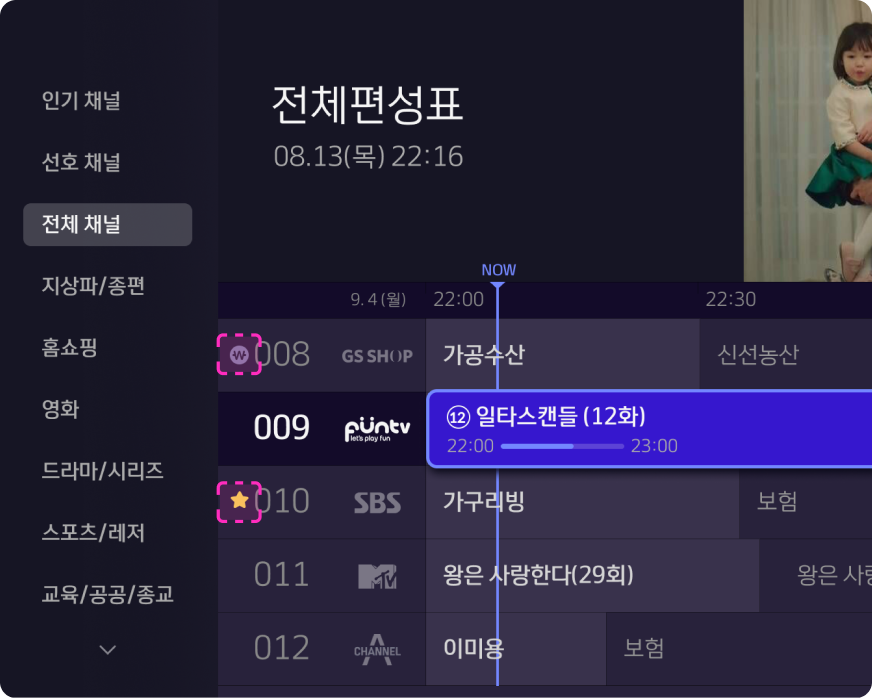 전체편성표
08.13(목) 22:16
인기 채널
선호 채널
전체 채널
지상파/종편
홈쇼핑
영화
드라마/시리즈
스포츠/레저
교육/공공/종교
NOW
9. 4 (월) 22:00 22:30
W 008 GS SHOP 가공수산 신선농산
009 füntv let's play fun ⑫ 일타스캔들 (12화)
22:00 23:00
010 SBS 가구리빙 보험
011 MTV 왕은 사랑한다(29회) 왕은 사랑
012 CHANNEL A 이미용 보험